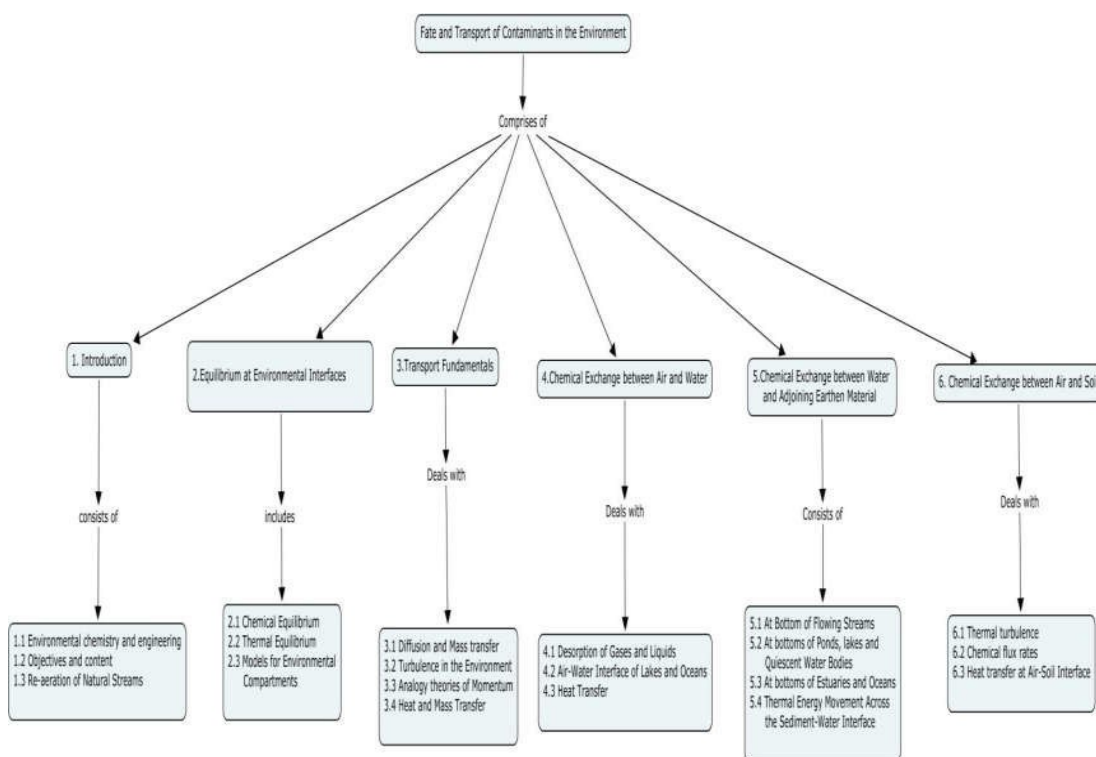 Fate and Transport of Contaminants in the Environment
Comprises of
1. Introduction
2.Equilibrium at Environmental Interfaces
3.Transport Fundamentals
4.Chemical Exchange between Air and Water
5.Chemical Exchange between Water
and Adjoining Earthen Material
6. Chemical Exchange between Air and Soil
consists of
includes
Deals with
Deals with
Consists of
Deals with
1.1 Environmental chemistry and engineering
1.2 Objectives and content
1.3 Re-aeration of Natural Streams
2.1 Chemical Equilibrium
2.2 Thermal Equilibrium
2.3 Models for Environmental
Compartments
3.1 Diffusion and Mass transfer
3.2 Turbulence in the Environment
3.3 Analogy theories of Momentum
3.4 Heat and Mass Transfer
4.1 Desorption of Gases and Liquids
4.2 Air-Water Interface of Lakes and Oceans
4.3 Heat Transfer
5.1 At Bottom of Flowing Streams
5.2 At bottoms of Ponds, lakes and
Quiescent Water Bodies
5.3 At bottoms of Estuaries and Oceans
5.4 Thermal Energy Movement Across
the Sediment-Water Interface
6.1 Thermal turbulence
6.2 Chemical flux rates
6.3 Heat transfer at Air-Soil Interface